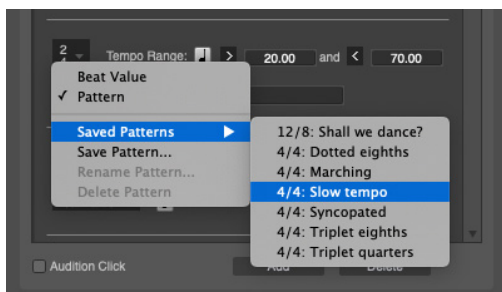 2
4
Tempo Range: > 20.00 and < 70.00
Beat Value
✓ Pattern
Saved Patterns
Save Pattern...
Rename Pattern...
Delete Pattern
12/8: Shall we dance?
4/4: Dotted eighths
4/4: Marching
4/4: Slow tempo
4/4: Syncopated
4/4: Triplet eighths
4/4: Triplet quarters
Audition Click
Add
Delete